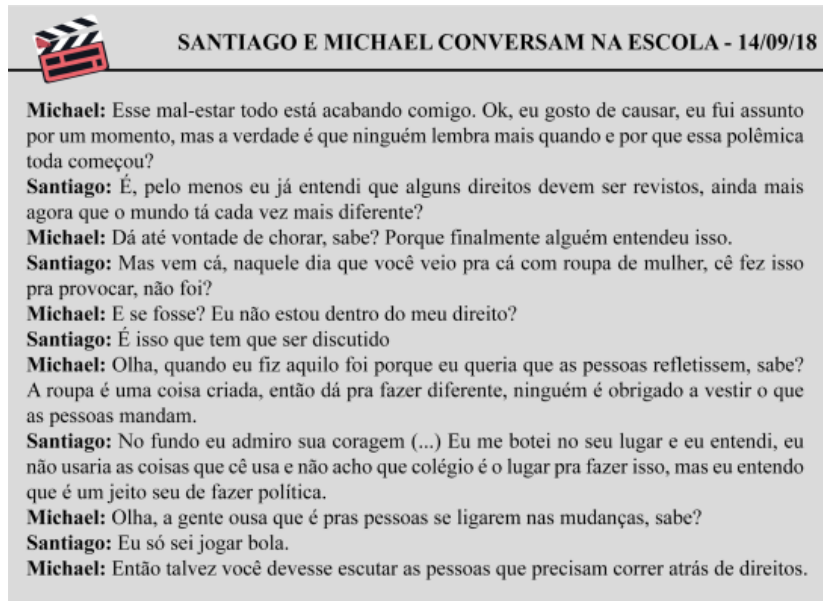 SANTIAGO E MICHAEL CONVERSAM NA ESCOLA - 14/09/18
Michael: Esse mal-estar todo está acabando comigo. Ok, eu gosto de causar, eu fui assunto
por um momento, mas a verdade é que ninguém lembra mais quando e por que essa polêmica
toda começou?
Santiago: É, pelo menos eu já entendi que alguns direitos devem ser revistos, ainda mais
agora que o mundo tá cada vez mais diferente?
Michael: Dá até vontade de chorar, sabe? Porque finalmente alguém entendeu isso.
Santiago: Mas vem cá, naquele dia que você veio pra cá com roupa de mulher, cê fez isso
pra provocar, não foi?
Michael: E se fosse? Eu não estou dentro do meu direito?
Santiago: É isso que tem que ser discutido
Michael: Olha, quando eu fiz aquilo foi porque eu queria que as pessoas refletissem, sabe?
A roupa é uma coisa criada, então dá pra fazer diferente, ninguém é obrigado a vestir o que
as pessoas mandam.
Santiago: No fundo eu admiro sua coragem (...) Eu me botei no seu lugar e eu entendi, eu
não usaria as coisas que cê usa e não acho que colégio é o lugar pra fazer isso, mas eu entendo
que é um jeito seu de fazer política.
Michael: Olha, a gente ousa que é pras pessoas se ligarem nas mudanças, sabe?
Santiago: Eu só sei jogar bola.
Michael: Então talvez você devesse escutar as pessoas que precisam correr atrás de direitos.